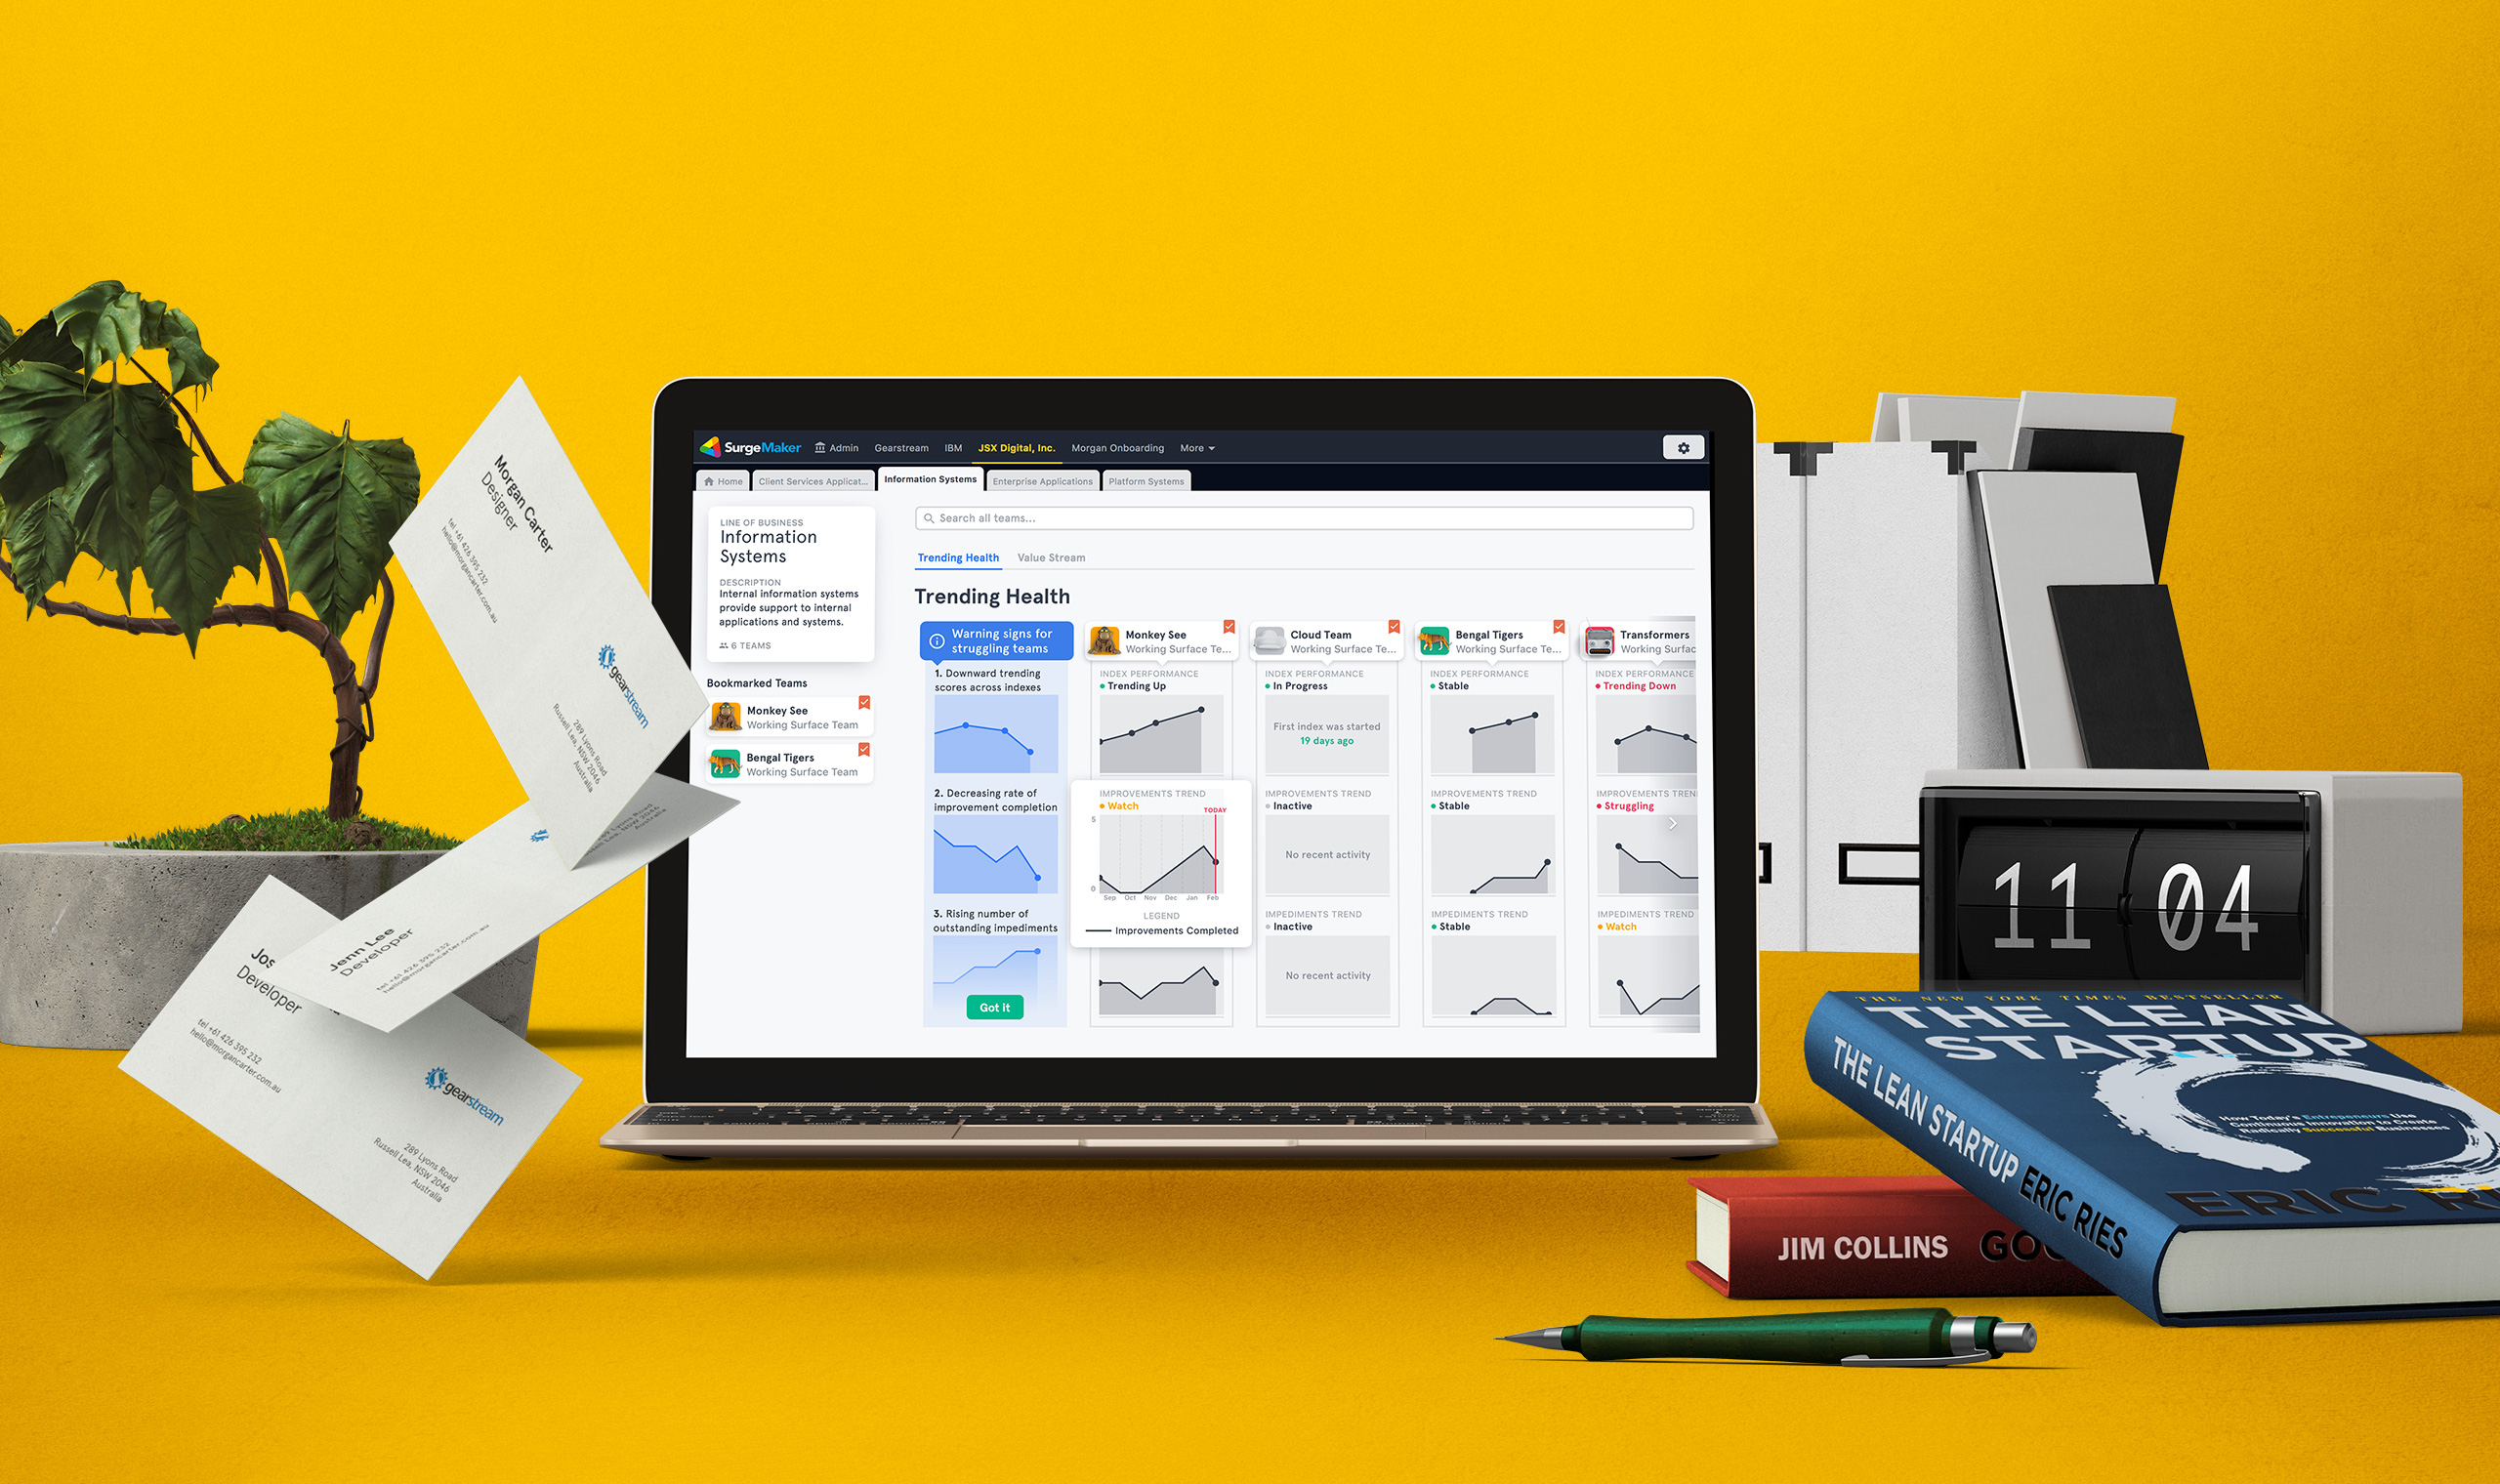 SurgeMaker
Admin
Gearstream
IBM
JSX Digital, Inc.
Morgan Onboarding
More
Home
Client Services Applicat...
Information Systems
Enterprise Applications
Platform Systems
LINE OF BUSINESS
Information
Systems
DESCRIPTION
Internal information systems
provide support to internal
applications and systems.
6 TEAMS
Bookmarked Teams
Monkey See
Working Surface Team
Bengal Tigers
Working Surface Team
Search all teams...
Trending Health
Value Stream
Trending Health
Warning signs for
struggling teams
1. Downward trending
scores across indexes
2. Decreasing rate of
improvement completion
3. Rising number of
outstanding impediments
Got it
Monkey See
Working Surface Te...
INDEX PERFORMANCE
Trending Up
IMPROVEMENTS TREND
Watch
TODAY
5
0
Sep Oct Nov Dec Jan Feb
LEGEND
Improvements Completed
Cloud Team
Working Surface Te...
INDEX PERFORMANCE
In Progress
First index was started
19 days ago
IMPROVEMENTS TREND
Inactive
No recent activity
IMPEDIMENTS TREND
Inactive
No recent activity
Bengal Tigers
Working Surface Te...
INDEX PERFORMANCE
Stable
IMPROVEMENTS TREND
Stable
IMPEDIMENTS TREND
Stable
Transformers
Working Surfac
INDEX PERFORMANCE
Trending Down
IMPROVEMENTS TREN
Struggling
IMPEDIMENTS TREND
Watch
Morgan Carter
Designer
tel +61 426 395 232
hello@morgancarter.com.au
gearstream
289 Lyons Road
Russell Lea, NSW 2046
Australia
Jenn Lee
Developer
tel +61 426 395 232
hello@morgancarter.com.au
Lyons Road
Lea, NSW 2046
Australia
Jos
Developer
tel +61 426 395 232
hello@morgancarter.com.au
gearstream
289 Lyons Road
Russell Lea, NSW 2046
Australia
11 04
THE NEW YORK TIMES BESTSELLER
THE LEAN
STARTUP
How Today's Entrepeneurs Use
Continuous Innovation to Create
Radically Successful Businesses
ERIC RI
THE LEAN STARTUP ERIC RIES
JIM COLLINS GOO